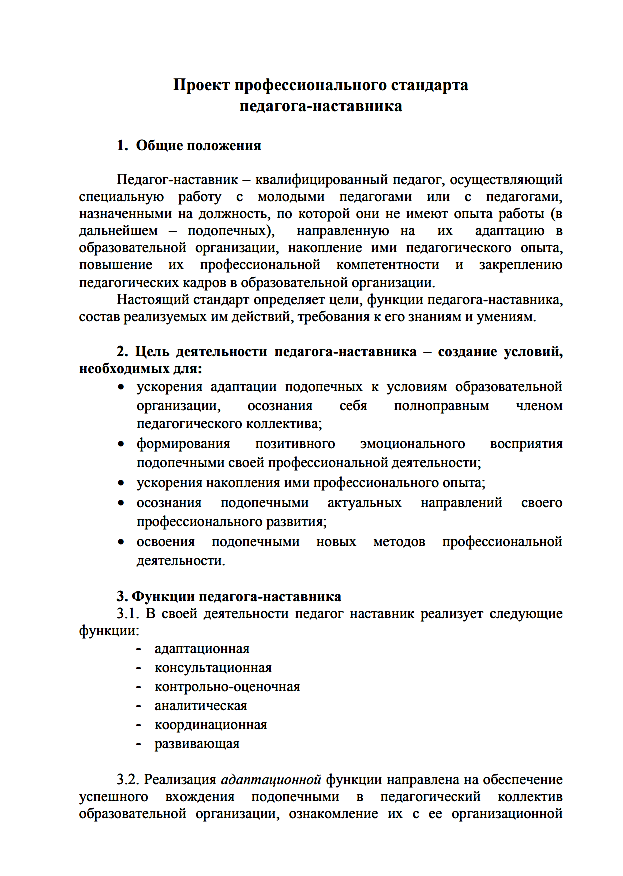 Проект профессионального стандарта
педагога-наставника
1. Общие положения
Педагог-наставник – квалифицированный педагог, осуществляющий
специальную работу с молодыми педагогами или с педагогами,
назначенными на должность, по которой они не имеют опыта работы (в
дальнейшем – подопечных), направленную на их адаптацию в
образовательной организации, накопление ими педагогического опыта,
повышение их профессиональной компетентности и закреплению
педагогических кадров в образовательной организации.
Настоящий стандарт определяет цели, функции педагога-наставника,
состав реализуемых им действий, требования к его знаниям и умениям.
2. Цель деятельности педагога-наставника – создание условий,
необходимых для:
• ускорения адаптации подопечных к условиям образовательной
организации, осознания себя полноправным членом
педагогического коллектива;
• формирования позитивного эмоционального восприятия
подопечными своей профессиональной деятельности;
• ускорения накопления ими профессионального опыта;
• осознания подопечными актуальных направлений своего
профессионального развития;
• освоения подопечными новых методов профессиональной
деятельности.
3. Функции педагога-наставника
3.1. В своей деятельности педагог наставник реализует следующие
функции:
- адаптационная
- консультационная
- контрольно-оценочная
- аналитическая
- координационная
- развивающая
3.2. Реализация адаптационной функции направлена на обеспечение
успешного вхождения подопечными в педагогический коллектив
образовательной организации, ознакомление их с ее организационной